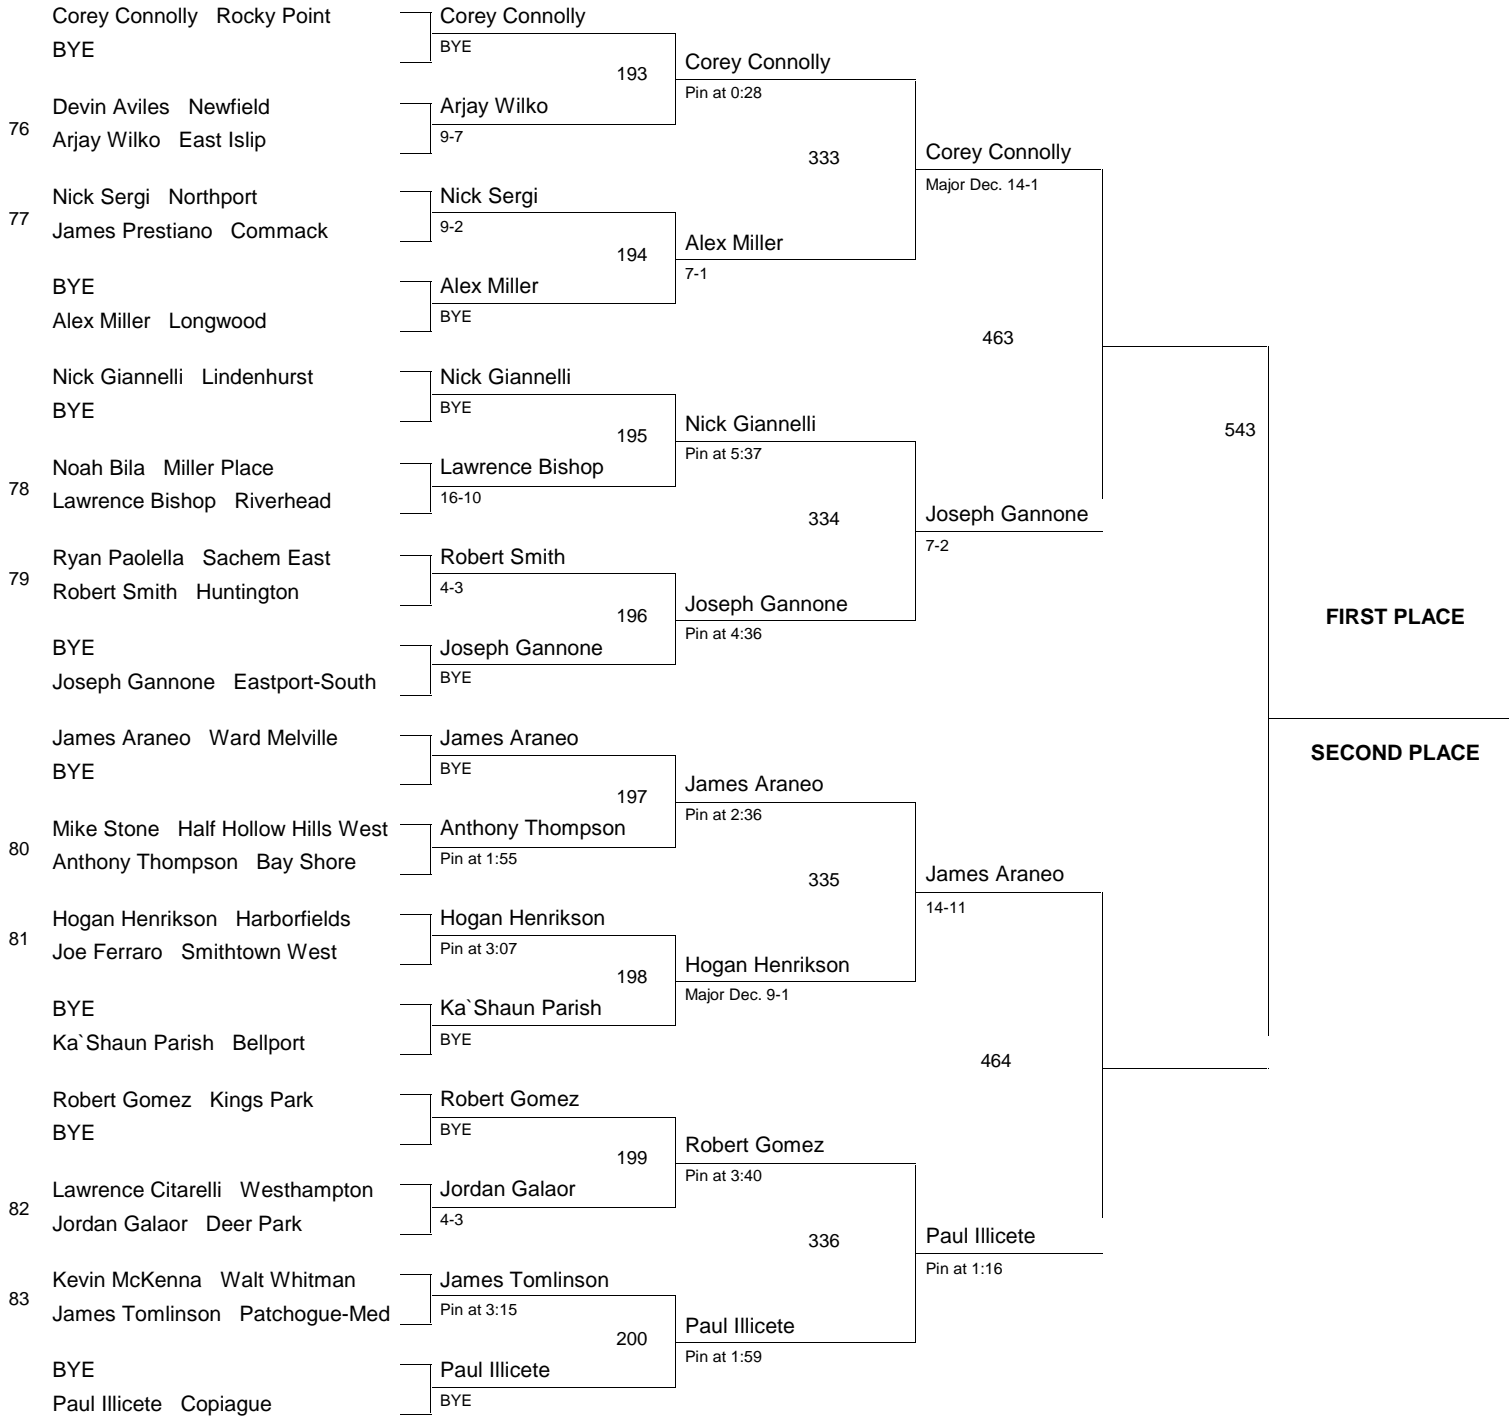 Corey Connolly Rocky Point
BYE
76
Devin Aviles Newfield
Arjay Wilko East Islip
77
Nick Sergi Northport
James Prestiano Commack
BYE
Alex Miller Longwood
Nick Giannelli Lindenhurst
BYE
78
Noah Bila Miller Place
Lawrence Bishop Riverhead
79
Ryan Paolella Sachem East
Robert Smith Huntington
BYE
Joseph Gannone Eastport-South
James Araneo Ward Melville
BYE
80
Mike Stone Half Hollow Hills West
Anthony Thompson Bay Shore
81
Hogan Henrikson Harborfields
Joe Ferraro Smithtown West
BYE
Ka`Shaun Parish Bellport
Robert Gomez Kings Park
BYE
82
Lawrence Citarelli Westhampton
Jordan Galaor Deer Park
83
Kevin McKenna Walt Whitman
James Tomlinson Patchogue-Med
BYE
Paul Illicete Copiague
Corey Connolly
BYE
193
Arjay Wilko
9-7
Nick Sergi
9-2
194
Alex Miller
BYE
Nick Giannelli
BYE
195
Lawrence Bishop
16-10
Robert Smith
4-3
196
Joseph Gannone
BYE
James Araneo
BYE
197
Anthony Thompson
Pin at 1:55
Hogan Henrikson
Pin at 3:07
198
Ka`Shaun Parish
BYE
Robert Gomez
BYE
199
Jordan Galaor
4-3
James Tomlinson
Pin at 3:15
200
Paul Illicete
BYE
Corey Connolly
Pin at 0:28
333
Alex Miller
7-1
Nick Giannelli
Pin at 5:37
334
Joseph Gannone
Pin at 4:36
James Araneo
Pin at 2:36
335
Hogan Henrikson
Major Dec. 9-1
Robert Gomez
Pin at 3:40
336
Paul Illicete
Pin at 1:59
Corey Connolly
Major Dec. 14-1
463
Joseph Gannone
7-2
James Araneo
14-11
464
Paul Illicete
Pin at 1:16
543
FIRST PLACE
SECOND PLACE